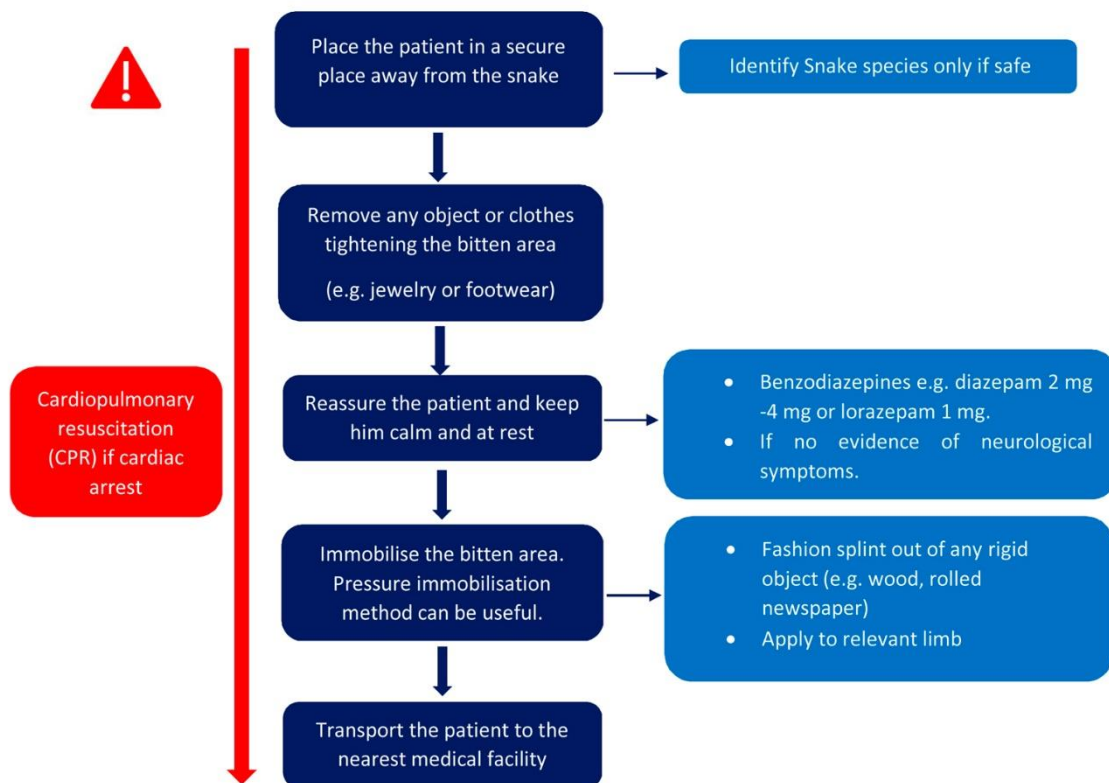 Place the patient in a secure
place away from the snake
Identify Snake species only if safe
Remove any object or clothes
tightening the bitten area
(e.g. jewelry or footwear)
Cardiopulmonary
resuscitation
(CPR) if cardiac
arrest
Reassure the patient and keep
him calm and at rest
• Benzodiazepines e.g. diazepam 2 mg
-4 mg or lorazepam 1 mg.
• If no evidence of neurological
symptoms.
Immobilise the bitten area.
Pressure immobilisation
method can be useful.
• Fashion splint out of any rigid
object (e.g. wood, rolled
newspaper)
• Apply to relevant limb
Transport the patient to the
nearest medical facility